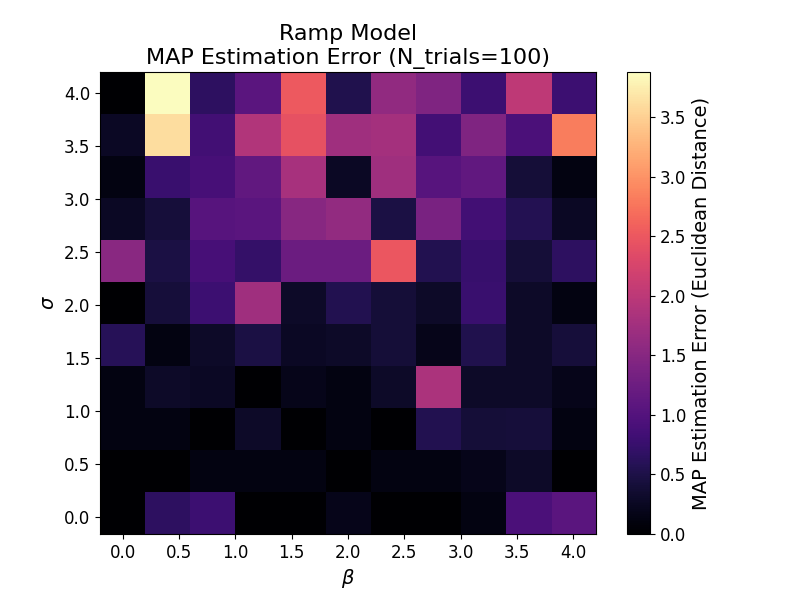 Ramp Model
MAP Estimation Error (N_trials=100)
4.0
3.5
3.0
2.5
2.0
1.5
1.0
0.5
0.0
σ
0.0 0.5 1.0 1.5 2.0 2.5 3.0 3.5 4.0
β
3.5
3.0
2.5
2.0
1.5
1.0
0.5
0.0
MAP Estimation Error (Euclidean Distance)